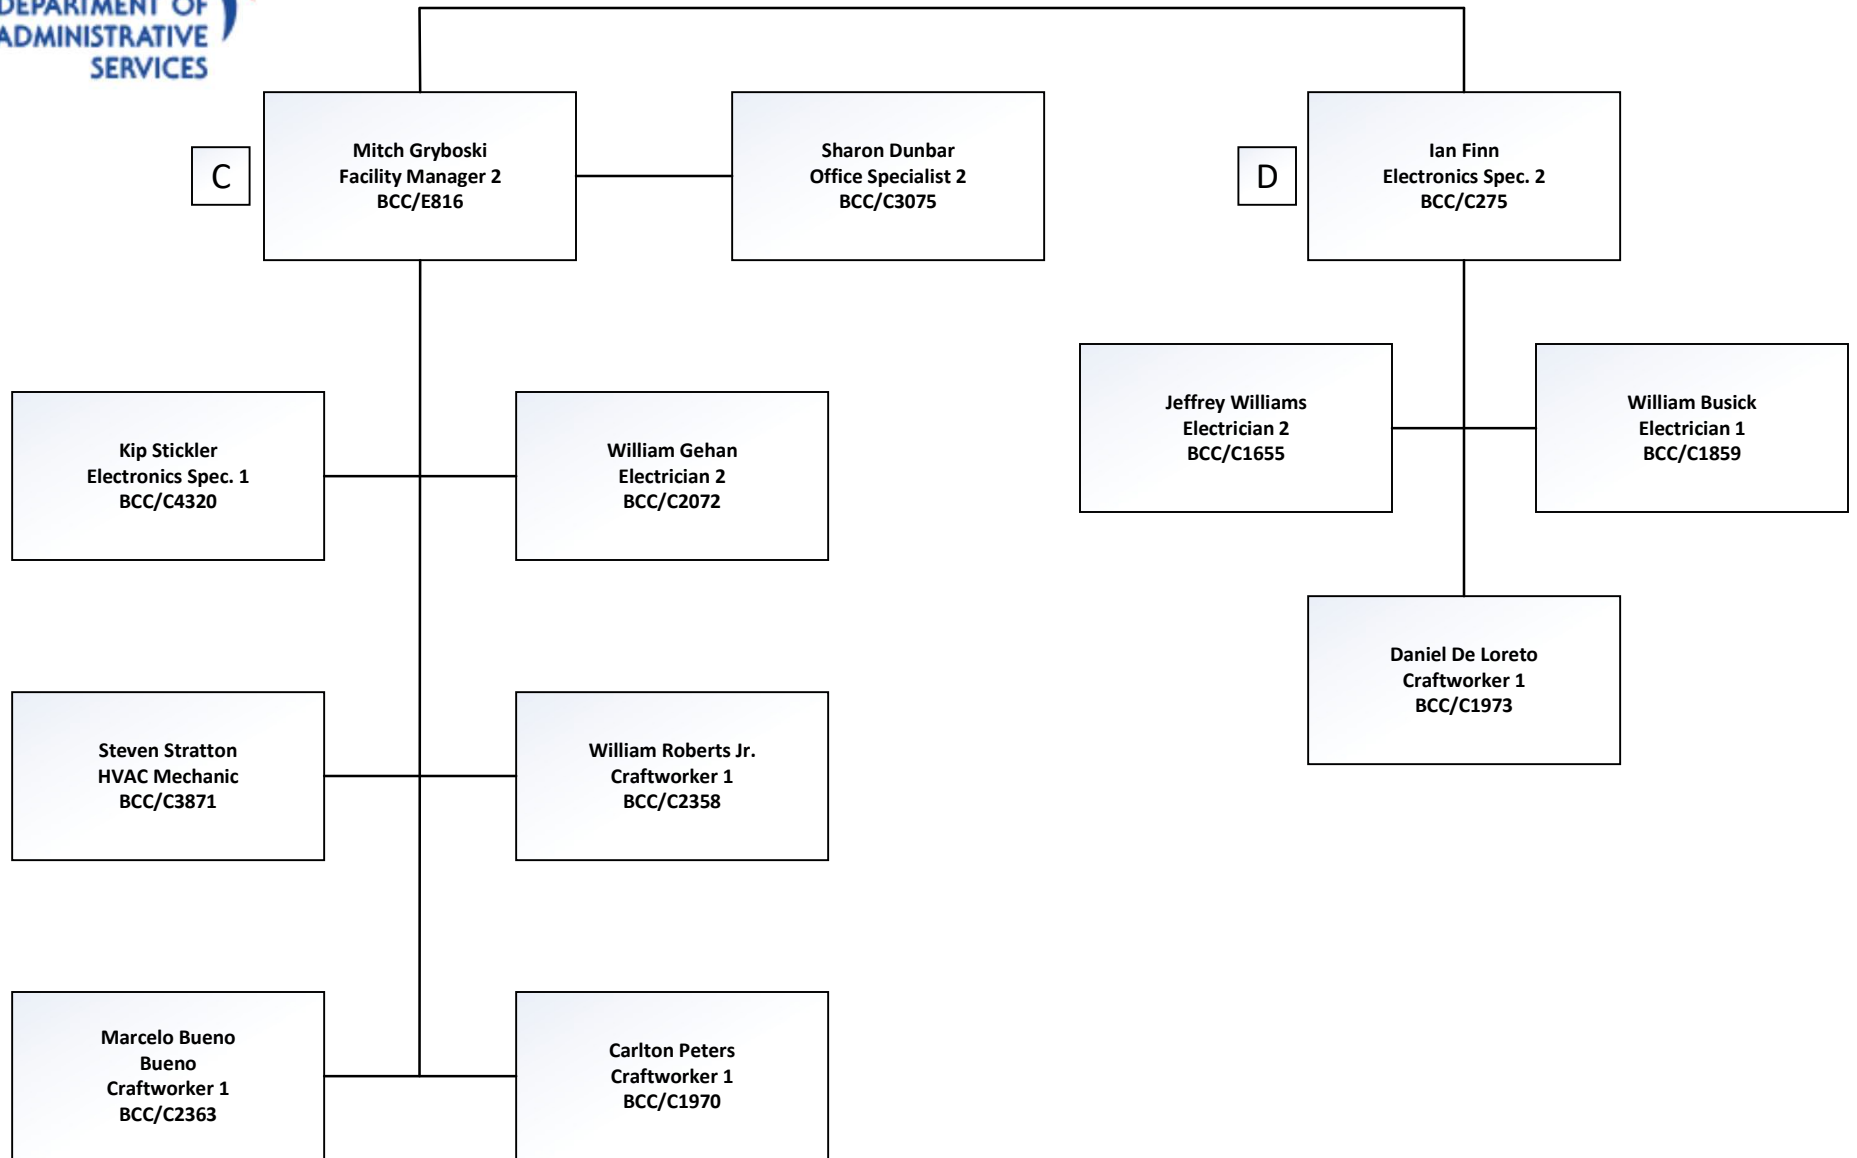 DEPARTMENT OF
ADMINISTRATIVE
SERVICES
C
Mitch Gryboski
Facility Manager 2
BCC/E816
Sharon Dunbar
Office Specialist 2
BCC/C3075
D
Ian Finn
Electronics Spec. 2
BCC/C275
Kip Stickler
Electronics Spec. 1
BCC/C4320
William Gehan
Electrician 2
BCC/C2072
Jeffrey Williams
Electrician 2
BCC/C1655
William Busick
Electrician 1
BCC/C1859
Steven Stratton
HVAC Mechanic
BCC/C3871
William Roberts Jr.
Craftworker 1
BCC/C2358
Daniel De Loreto
Craftworker 1
BCC/C1973
Marcelo Bueno
Bueno
Craftworker 1
BCC/C2363
Carlton Peters
Craftworker 1
BCC/C1970